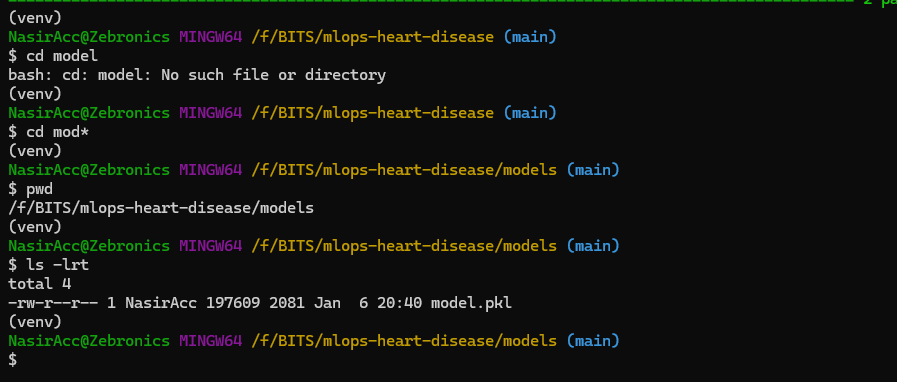 2 pa
(venv)
NasirAcc@Zebronics MINGW64 /f/BITS/mlops-heart-disease (main)
$ cd model
bash: cd: model: No such file or directory
(venv)
NasirAcc@Zebronics MINGW64 /f/BITS/mlops-heart-disease (main)
$ cd mod*
(venv)
NasirAcc@Zebronics MINGW64 /f/BITS/mlops-heart-disease/models (main)
$ pwd
/f/BITS/mlops-heart-disease/models
(venv)
NasirAcc@Zebronics MINGW64 /f/BITS/mlops-heart-disease/models (main)
$ ls -lrt
total 4
-rw-r--r-- 1 NasirAcc 197609 2081 Jan  6 20:40 model.pkl
(venv)
NasirAcc@Zebronics MINGW64 /f/BITS/mlops-heart-disease/models (main)
$